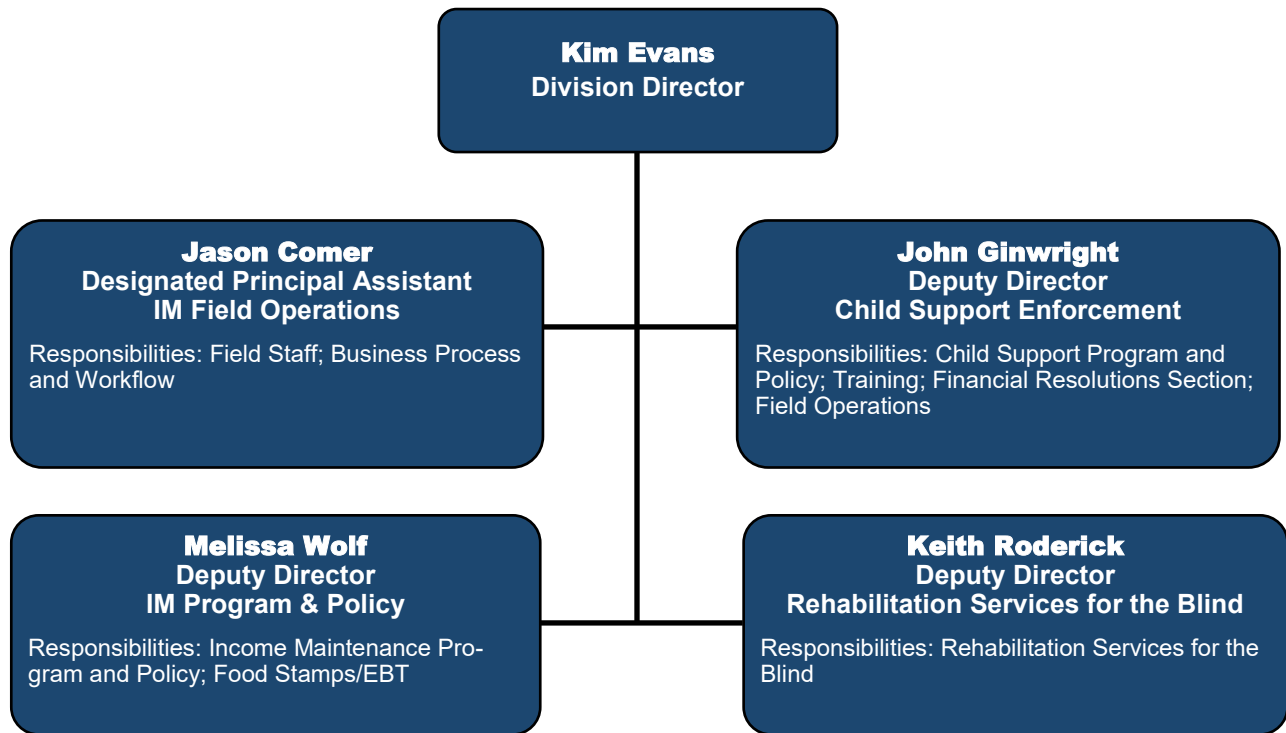 Kim Evans
Division Director
Jason Comer
Designated Principal Assistant
IM Field Operations
Responsibilities: Field Staff; Business Process
and Workflow
John Ginwright
Deputy Director
Child Support Enforcement
Responsibilities: Child Support Program and
Policy; Training; Financial Resolutions Section;
Field Operations
Melissa Wolf
Deputy Director
IM Program & Policy
Responsibilities: Income Maintenance Pro-
gram and Policy; Food Stamps/EBT
Keith Roderick
Deputy Director
Rehabilitation Services for the Blind
Responsibilities: Rehabilitation Services for the
Blind